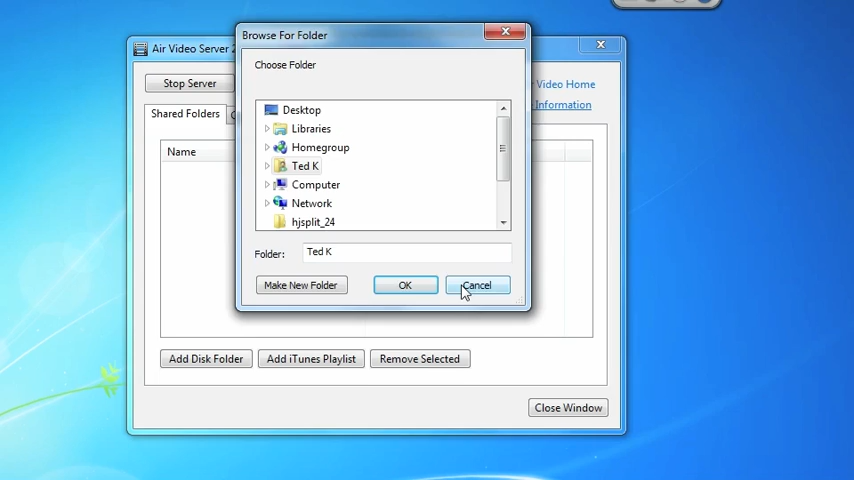 Browse For Folder
Air Video Server 2
Choose Folder
Stop Server
Video Home
Information
Shared Folders
Desktop
Libraries
Name
Homegroup
Ted K
Computer
Network
hjsplit_24
Folder: Ted K
Make New Folder OK Cancel
Add Disk Folder Add iTunes Playlist Remove Selected
Close Window